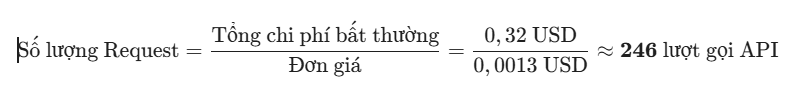 Số lượng Request = Tổng chi phí bất thường / Đơn giá = 0,32 USD / 0,0013 USD ≈ 246 lượt gọi API